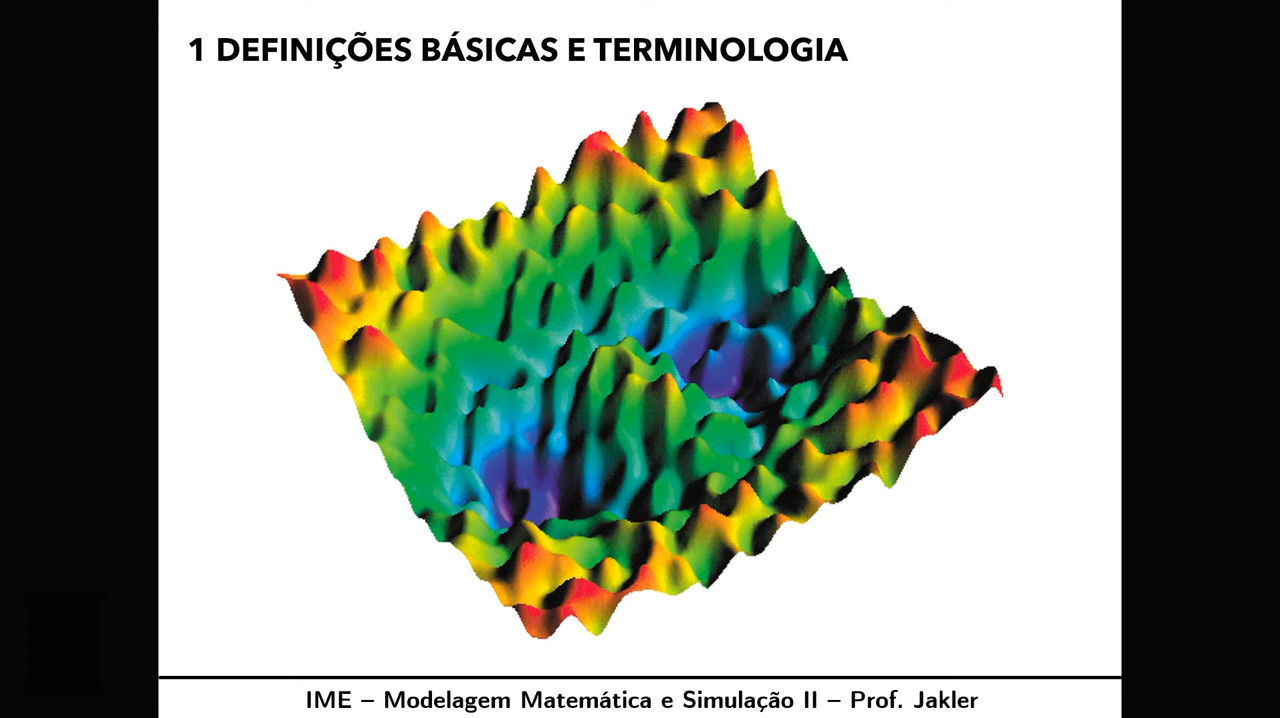 1 DEFINIÇÕES BÁSICAS E TERMINOLOGIA
IME – Modelagem Matemática e Simulação II – Prof. Jakler